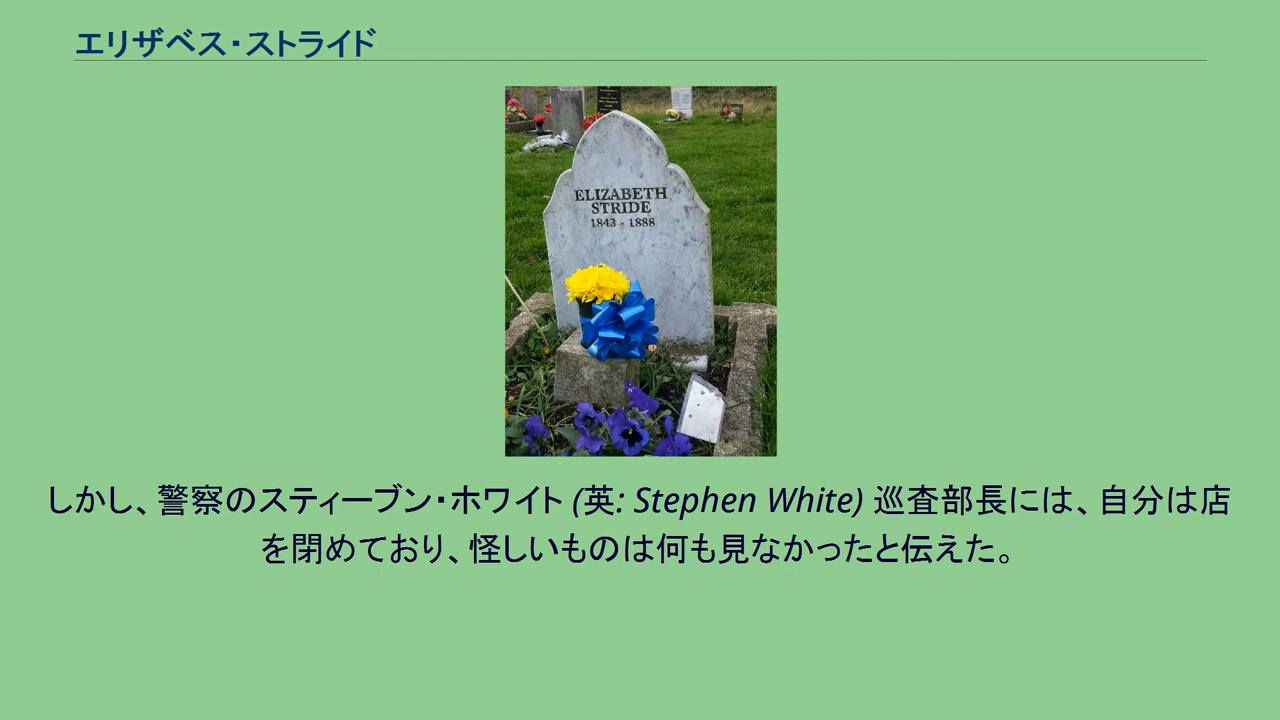 エリザベス・ストライド
ELIZABETH
STRIDE
1843 - 1888
しかし、警察のスティーブン・ホワイト (英: Stephen White) 巡査部長には、自分は店
を閉めており、怪しいものは何も見なかったと伝えた。